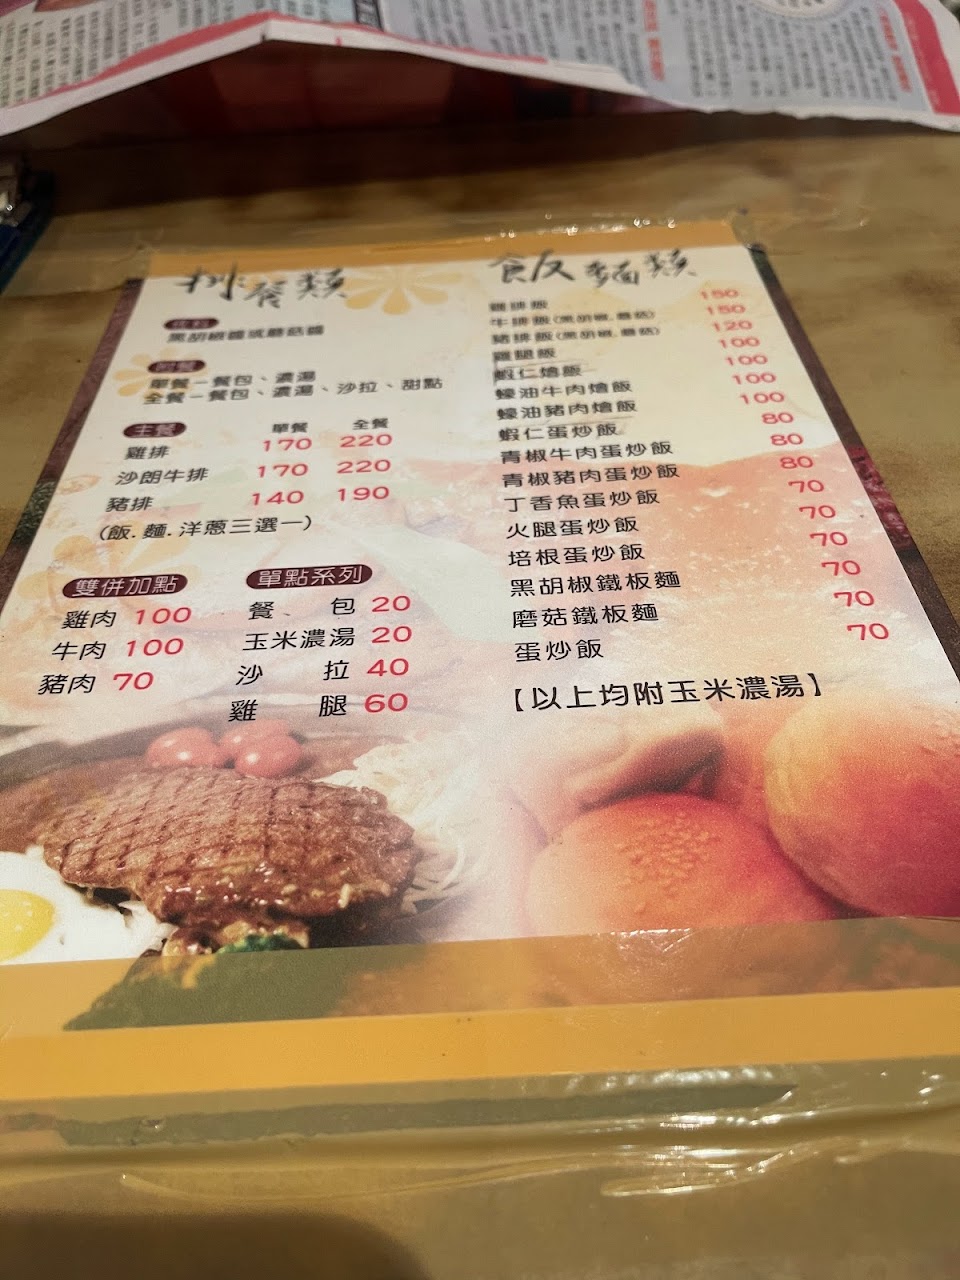 排餐類
黑胡椒醬或蘑菇醬
附餐
單餐－餐包、濃湯
全餐－餐包、濃湯、沙拉、甜點
主餐 單餐 全餐
雞排 170 220
沙朗牛排 170 220
豬排 140 190
(飯.麵.洋蔥三選一)
雙併加點
雞肉 100
牛肉 100
豬肉 70
單點系列
餐 包 20
玉米濃湯 20
沙 拉 40
雞 腿 60
飯麵類
雞排飯 150
牛排飯(黑胡椒.蘑菇) 150
豬排飯(黑胡椒.蘑菇) 120
雞腿飯 100
蝦仁燴飯 100
蠔油牛肉燴飯 100
蠔油豬肉燴飯 100
蝦仁蛋炒飯 80
青椒牛肉蛋炒飯 80
青椒豬肉蛋炒飯 80
丁香魚蛋炒飯 70
火腿蛋炒飯 70
培根蛋炒飯 70
黑胡椒鐵板麵 70
磨菇鐵板麵 70
蛋炒飯 70
【以上均附玉米濃湯】